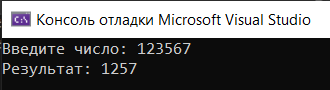 C:\ Консоль отладки Microsoft Visual Studio
Введите число: 123567
Результат: 1257